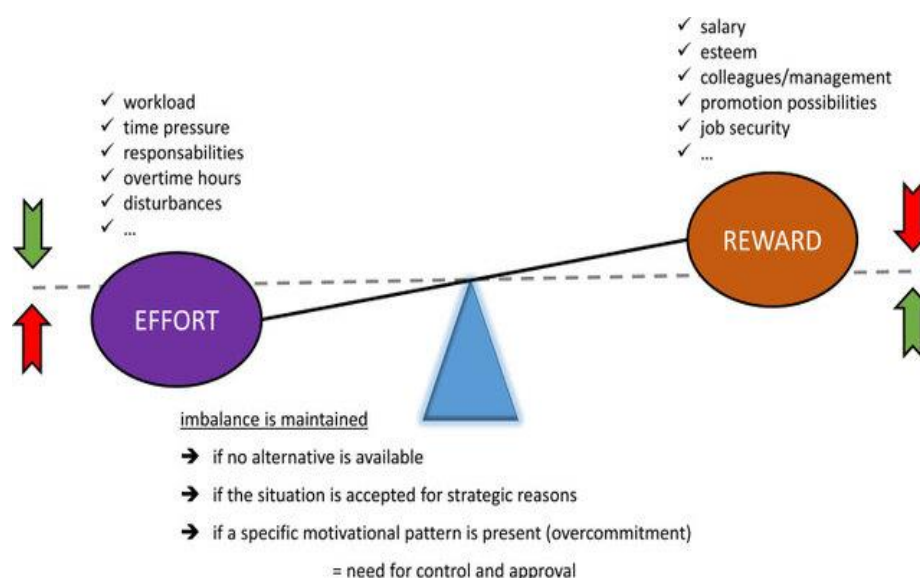 ✓ salary
✓ esteem
✓ colleagues/management
✓ promotion possibilities
✓ job security
✓ ...
✓ workload
✓ time pressure
✓ responsabilities
✓ overtime hours
✓ disturbances
✓ ...
REWARD
EFFORT
imbalance is maintained
➔ if no alternative is available
➔ if the situation is accepted for strategic reasons
➔ if a specific motivational pattern is present (overcommitment)
= need for control and approval